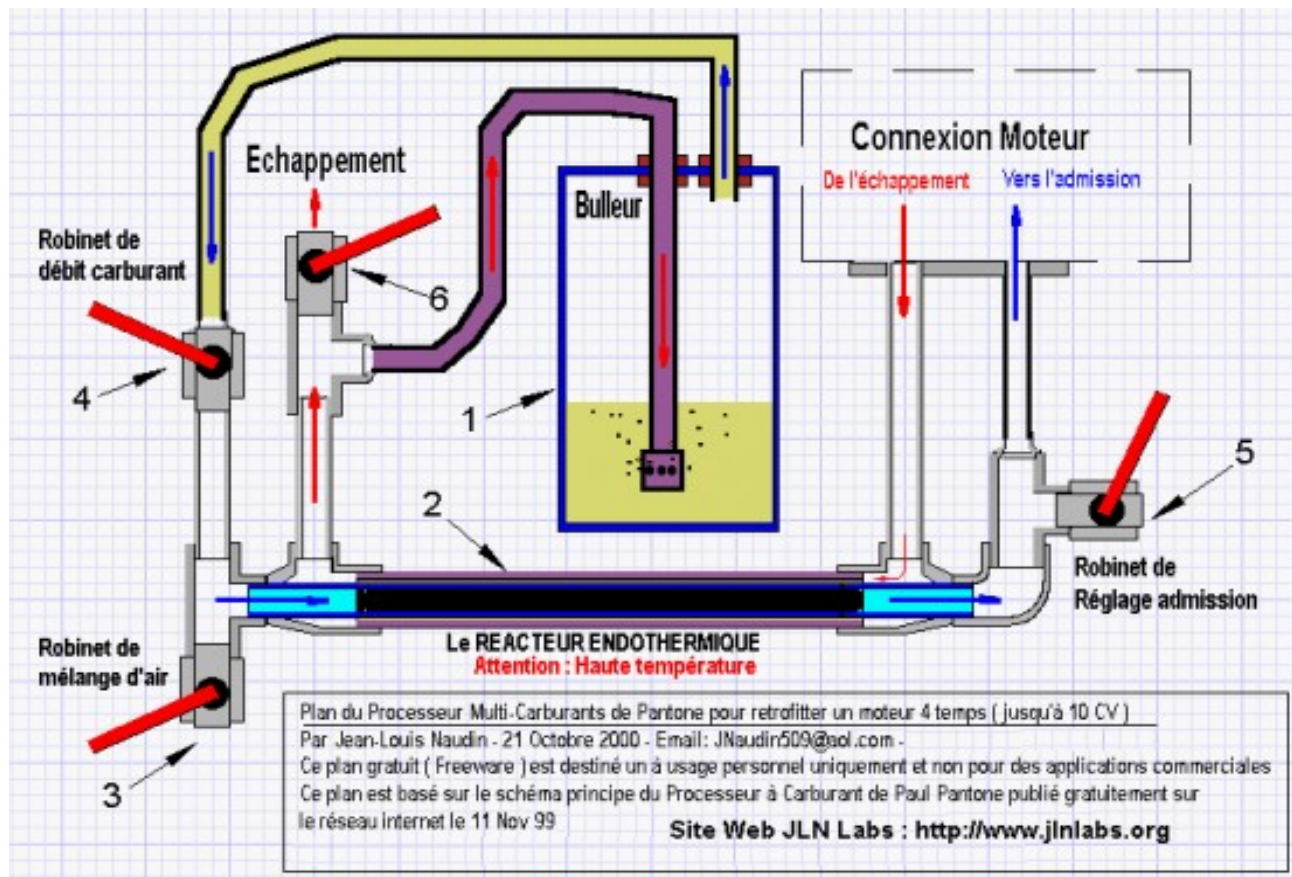 Echappement
Connexion Moteur
De l'échappement
Vers l'admission
Bulleur
Robinet de
débit carburant
6
4
1
5
2
Robinet de
Réglage admission
Le REACTEUR ENDOTHERMIQUE
Attention : Haute température
Robinet de
mélange d'air
3
Plan du Processeur Multi-Carburants de Pantone pour retrofitter un moteur 4 temps ( jusqu'à 10 CV )
Par Jean-Louis Naudin - 21 Octobre 2000 - Email: JNaudin509@aol.com -
Ce plan gratuit ( Freeware ) est destiné un à usage personnel uniquement et non pour des applications commerciales
Ce plan est basé sur le schéma principe du Processeur à Carburant de Paul Pantone publié gratuitement sur
le réseau internet le 11 Nov 99
Site Web JLN Labs : http://www.jlnlabs.org